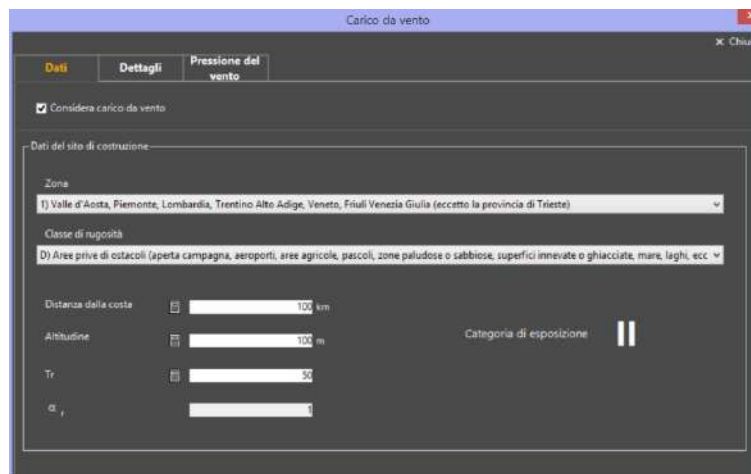 Carico da vento
Chiu
Dati
Dettagli
Pressione del
vento
Considera carico da vento
Dati del sito di costruzione
Zona
1) Valle d'Aosta, Piemonte, Lombardia, Trentino Alto Adige, Veneto, Friuli Venezia Giulia (eccetto la provincia di Trieste)
Classe di rugosità
D) Aree prive di ostacoli (aperta campagna, aeroporti, aree agricole, pascoli, zone paludose o sabbiose, superfici innevate o ghiacciate, mare, laghi, ecc
Distanza dalla costa 100 km
Altitudine 100 m
Categoria di esposizione II
Tr 50
α r 1